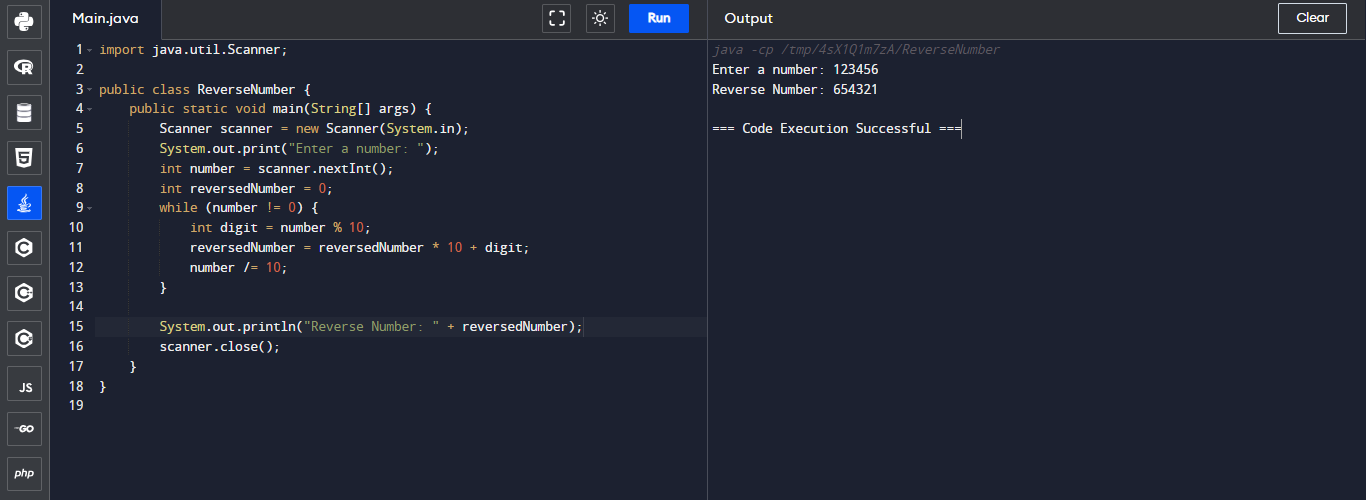 Main.java
Run
Output
Clear
1 import java.util.Scanner;
2
3 public class ReverseNumber {
4     public static void main(String[] args) {
5         Scanner scanner = new Scanner(System.in);
6         System.out.print("Enter a number: ");
7         int number = scanner.nextInt();
8         int reversedNumber = 0;
9         while (number != 0) {
10             int digit = number % 10;
11             reversedNumber = reversedNumber * 10 + digit;
12             number /= 10;
13         }
14
15         System.out.println("Reverse Number: " + reversedNumber);
16         scanner.close();
17     }
18 }
19
java -cp /tmp/4sX1Q1m7zA/ReverseNumber
Enter a number: 123456
Reverse Number: 654321
=== Code Execution Successful ===
R
5
C
C
C
JS
GO
php